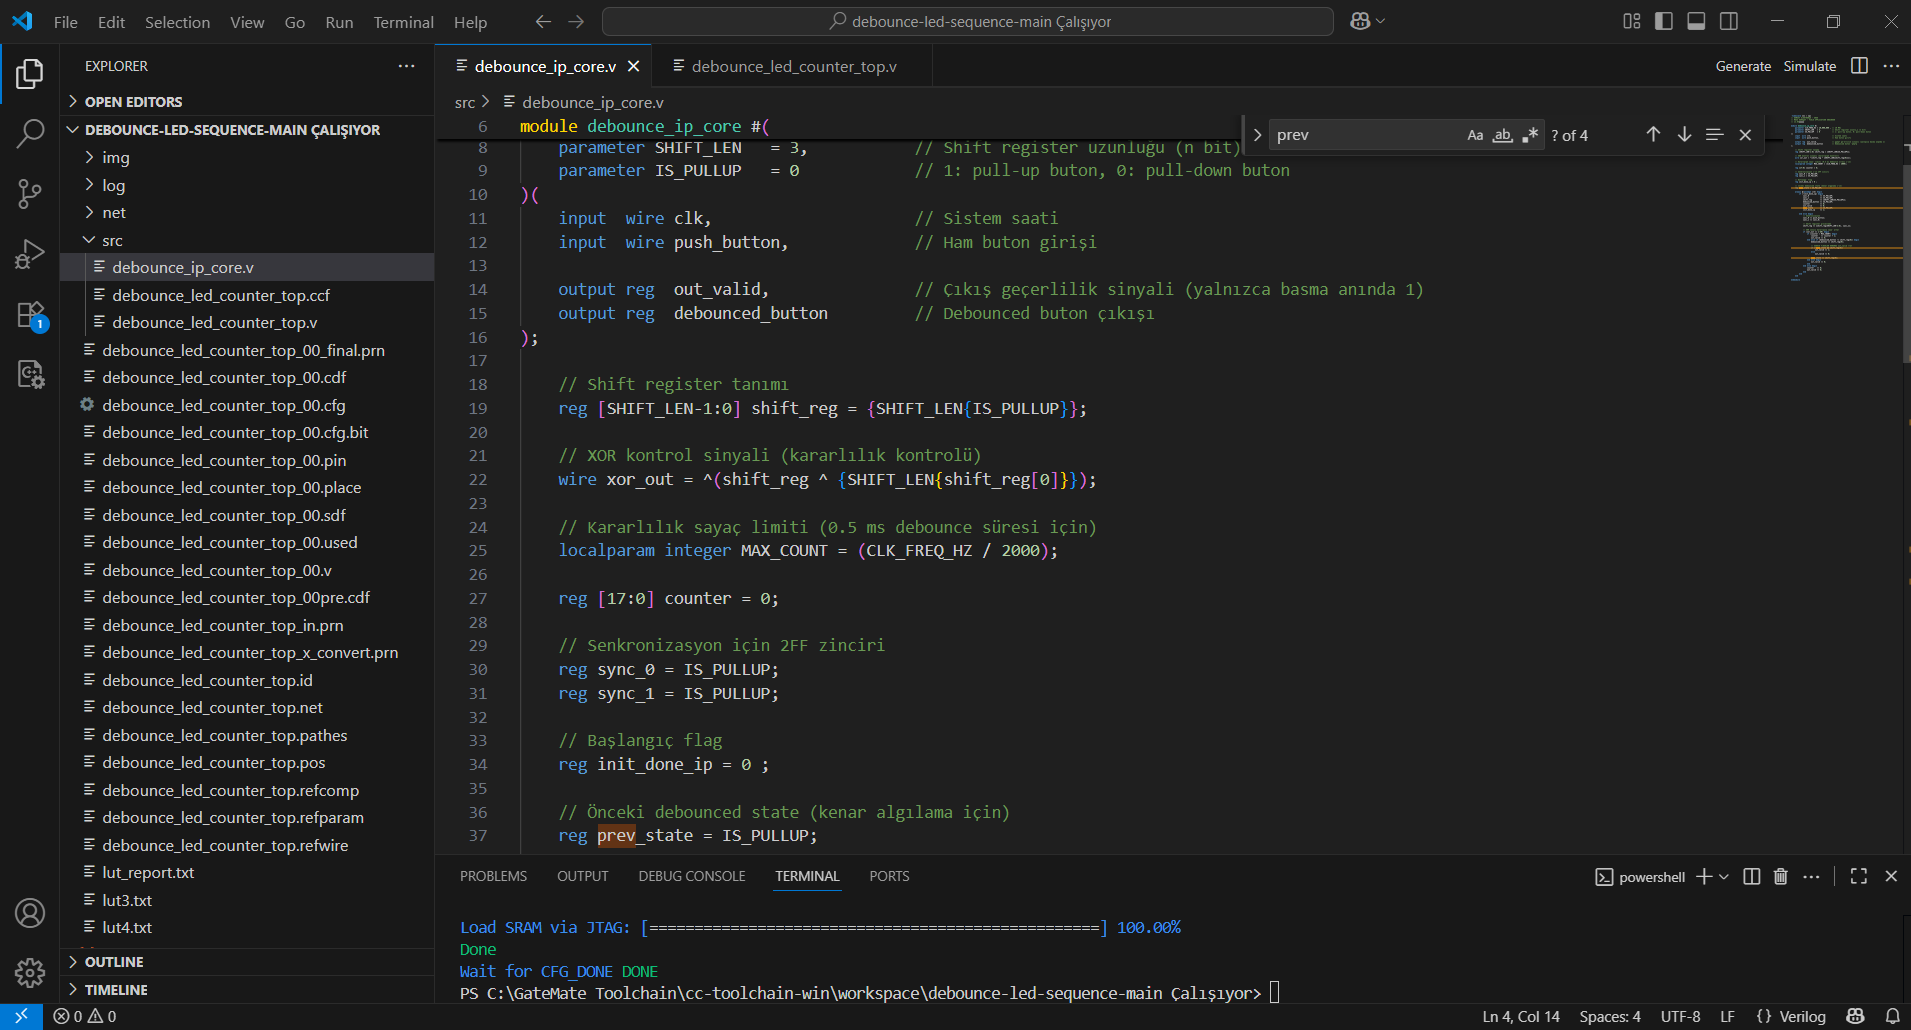 File Edit Selection View Go Run Terminal Help
debounce-led-sequence-main Çalışıyor
EXPLORER
OPEN EDITORS
DEBOUNCE-LED-SEQUENCE-MAIN ÇALIŞIYOR
img
log
net
src
debounce_ip_core.v
debounce_led_counter_top.ccf
debounce_led_counter_top.v
debounce_led_counter_top_00_final.prn
debounce_led_counter_top_00.cdf
debounce_led_counter_top_00.cfg
debounce_led_counter_top_00.cfg.bit
debounce_led_counter_top_00.pin
debounce_led_counter_top_00.place
debounce_led_counter_top_00.sdf
debounce_led_counter_top_00.used
debounce_led_counter_top_00.v
debounce_led_counter_top_00pre.cdf
debounce_led_counter_top_in.prn
debounce_led_counter_top_x_convert.prn
debounce_led_counter_top.id
debounce_led_counter_top.net
debounce_led_counter_top.pathes
debounce_led_counter_top.pos
debounce_led_counter_top.refcomp
debounce_led_counter_top.refparam
debounce_led_counter_top.refwire
lut_report.txt
lut3.txt
lut4.txt
OUTLINE
TIMELINE
1
debounce_ip_core.v debounce_led_counter_top.v
Generate Simulate
src debounce_ip_core.v
prev Aa ab ? of 4
6 module debounce_ip_core #(
8 parameter SHIFT_LEN = 3, // Shift register uzunluğu (n bit)
9 parameter IS_PULLUP = 0 // 1: pull-up buton, 0: pull-down buton
10 )(
11 input wire clk, // Sistem saati
12 input wire push_button, // Ham buton girişi
13
14 output reg out_valid, // Çıkış geçerlilik sinyali (yalnızca basma anında 1)
15 output reg debounced_button // Debounced buton çıkışı
16 );
17
18 // Shift register tanımı
19 reg [SHIFT_LEN-1:0] shift_reg = {SHIFT_LEN{IS_PULLUP}};
20
21 // XOR kontrol sinyali (kararlılık kontrolü)
22 wire xor_out = ^(shift_reg ^ {SHIFT_LEN{shift_reg[0]}});
23
24 // Kararlılık sayaç limiti (0.5 ms debounce süresi için)
25 localparam integer MAX_COUNT = (CLK_FREQ_HZ / 2000);
26
27 reg [17:0] counter = 0;
28
29 // Senkronizasyon için 2FF zinciri
30 reg sync_0 = IS_PULLUP;
31 reg sync_1 = IS_PULLUP;
32
33 // Başlangıç flag
34 reg init_done_ip = 0 ;
35
36 // Önceki debounced state (kenar algılama için)
37 reg prev_state = IS_PULLUP;
PROBLEMS OUTPUT DEBUG CONSOLE TERMINAL PORTS
powershell
Load SRAM via JTAG: [==================================================] 100.00%
Done
Wait for CFG_DONE DONE
PS C:\GateMate Toolchain\cc-toolchain-win\workspace\debounce-led-sequence-main Çalışıyor>
0 0
Ln 4, Col 14 Spaces: 4 UTF-8 LF {} Verilog